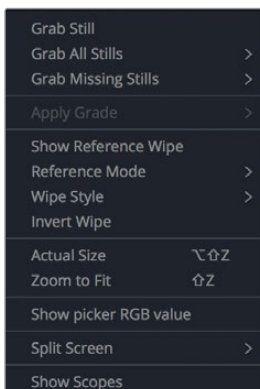 Grab Still
Grab All Stills >
Grab Missing Stills >
Apply Grade >
Show Reference Wipe
Reference Mode >
Wipe Style >
Invert Wipe
Actual Size ⌥⇧Z
Zoom to Fit ⇧Z
Show picker RGB value
Split Screen >
Show Scopes